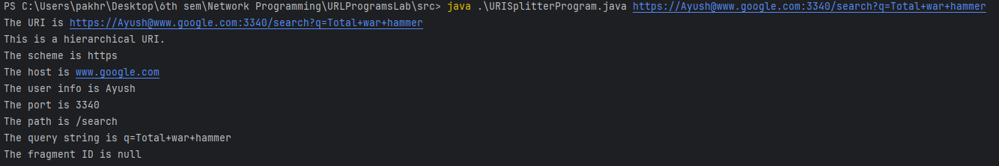 PS C:\Users\pakhr\Desktop\6th sem\Network Programming\URLProgramsLab\src> java .\URISplitterProgram.java https://Ayush@www.google.com:3340/search?q=Total+war+hammer
The URI is https://Ayush@www.google.com:3340/search?q=Total+war+hammer
This is a hierarchical URI.
The scheme is https
The host is www.google.com
The user info is Ayush
The port is 3340
The path is /search
The query string is q=Total+war+hammer
The fragment ID is null